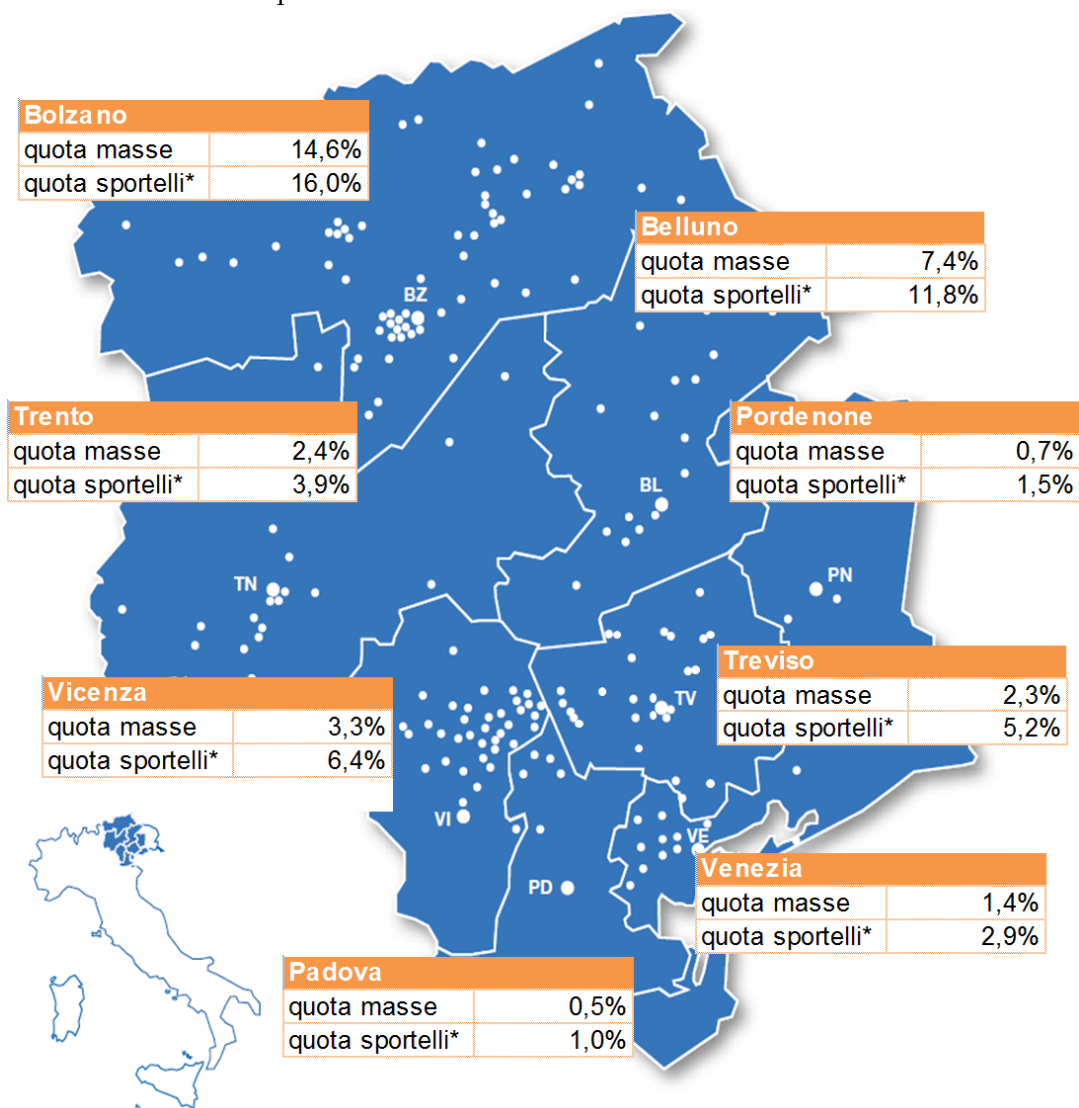 Bolzano
quota masse 14,6%
quota sportelli* 16,0%
Belluno
quota masse 7,4%
quota sportelli* 11,8%
BZ
Trento
quota masse 2,4%
quota sportelli* 3,9%
Pordenone
quota masse 0,7%
quota sportelli* 1,5%
BL
TN
PN
Treviso
quota masse 2,3%
quota sportelli* 5,2%
Vicenza
quota masse 3,3%
quota sportelli* 6,4%
TV
VI
VE
Venezia
quota masse 1,4%
quota sportelli* 2,9%
PD
Padova
quota masse 0,5%
quota sportelli* 1,0%